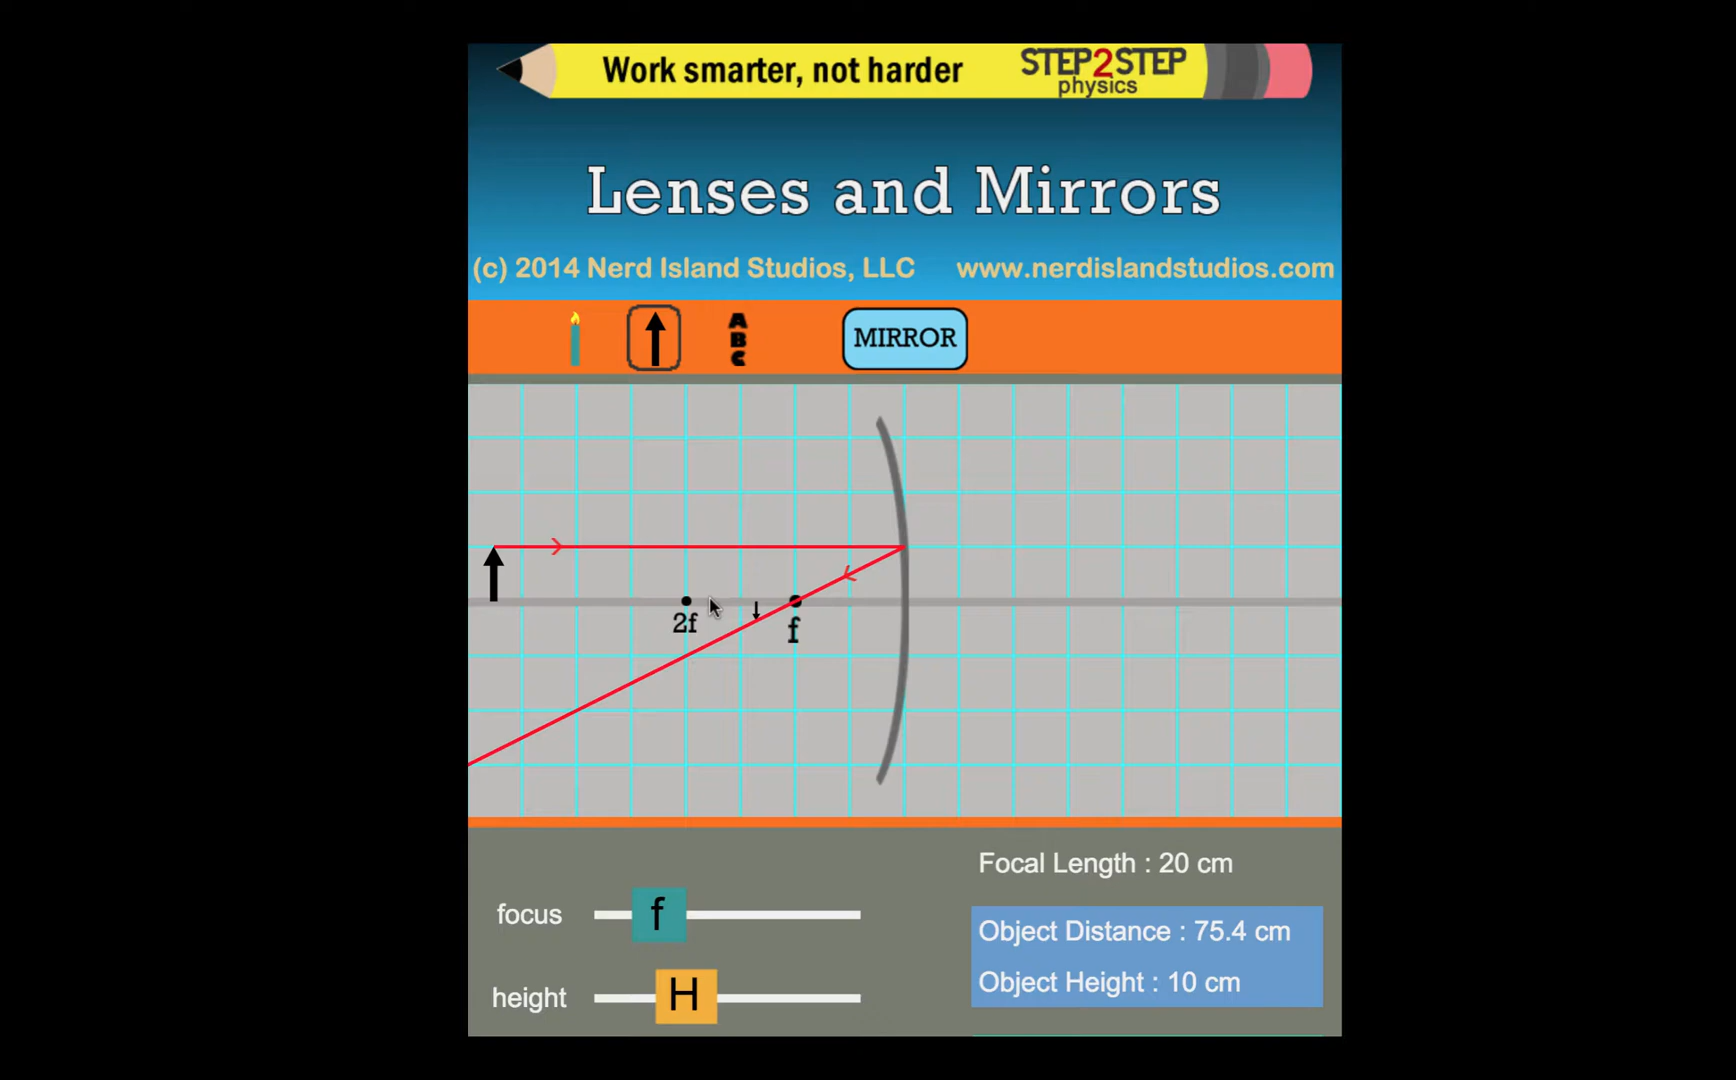 Work smarter, not harder
STEP2STEP
physics
Lenses and Mirrors
(c) 2014 Nerd Island Studios, LLC
www.nerdislandstudios.com
A
B
C
MIRROR
2f
f
Focal Length : 20 cm
focus
f
Object Distance : 75.4 cm
Object Height : 10 cm
height
H